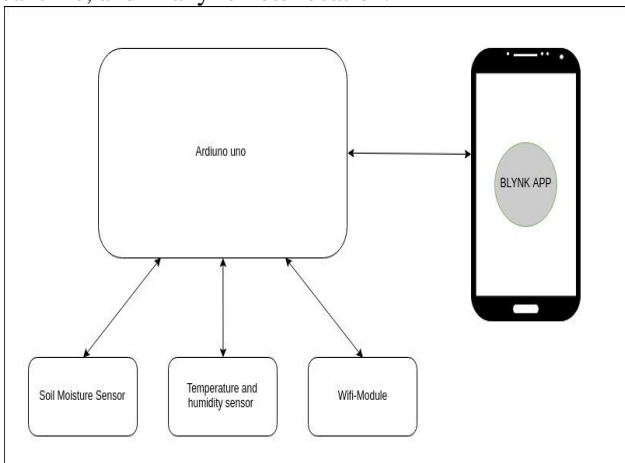 Ardiuno uno
BLYNK APP
Soil Moisture Sensor
Temperature and
humidity sensor
Wifi-Module